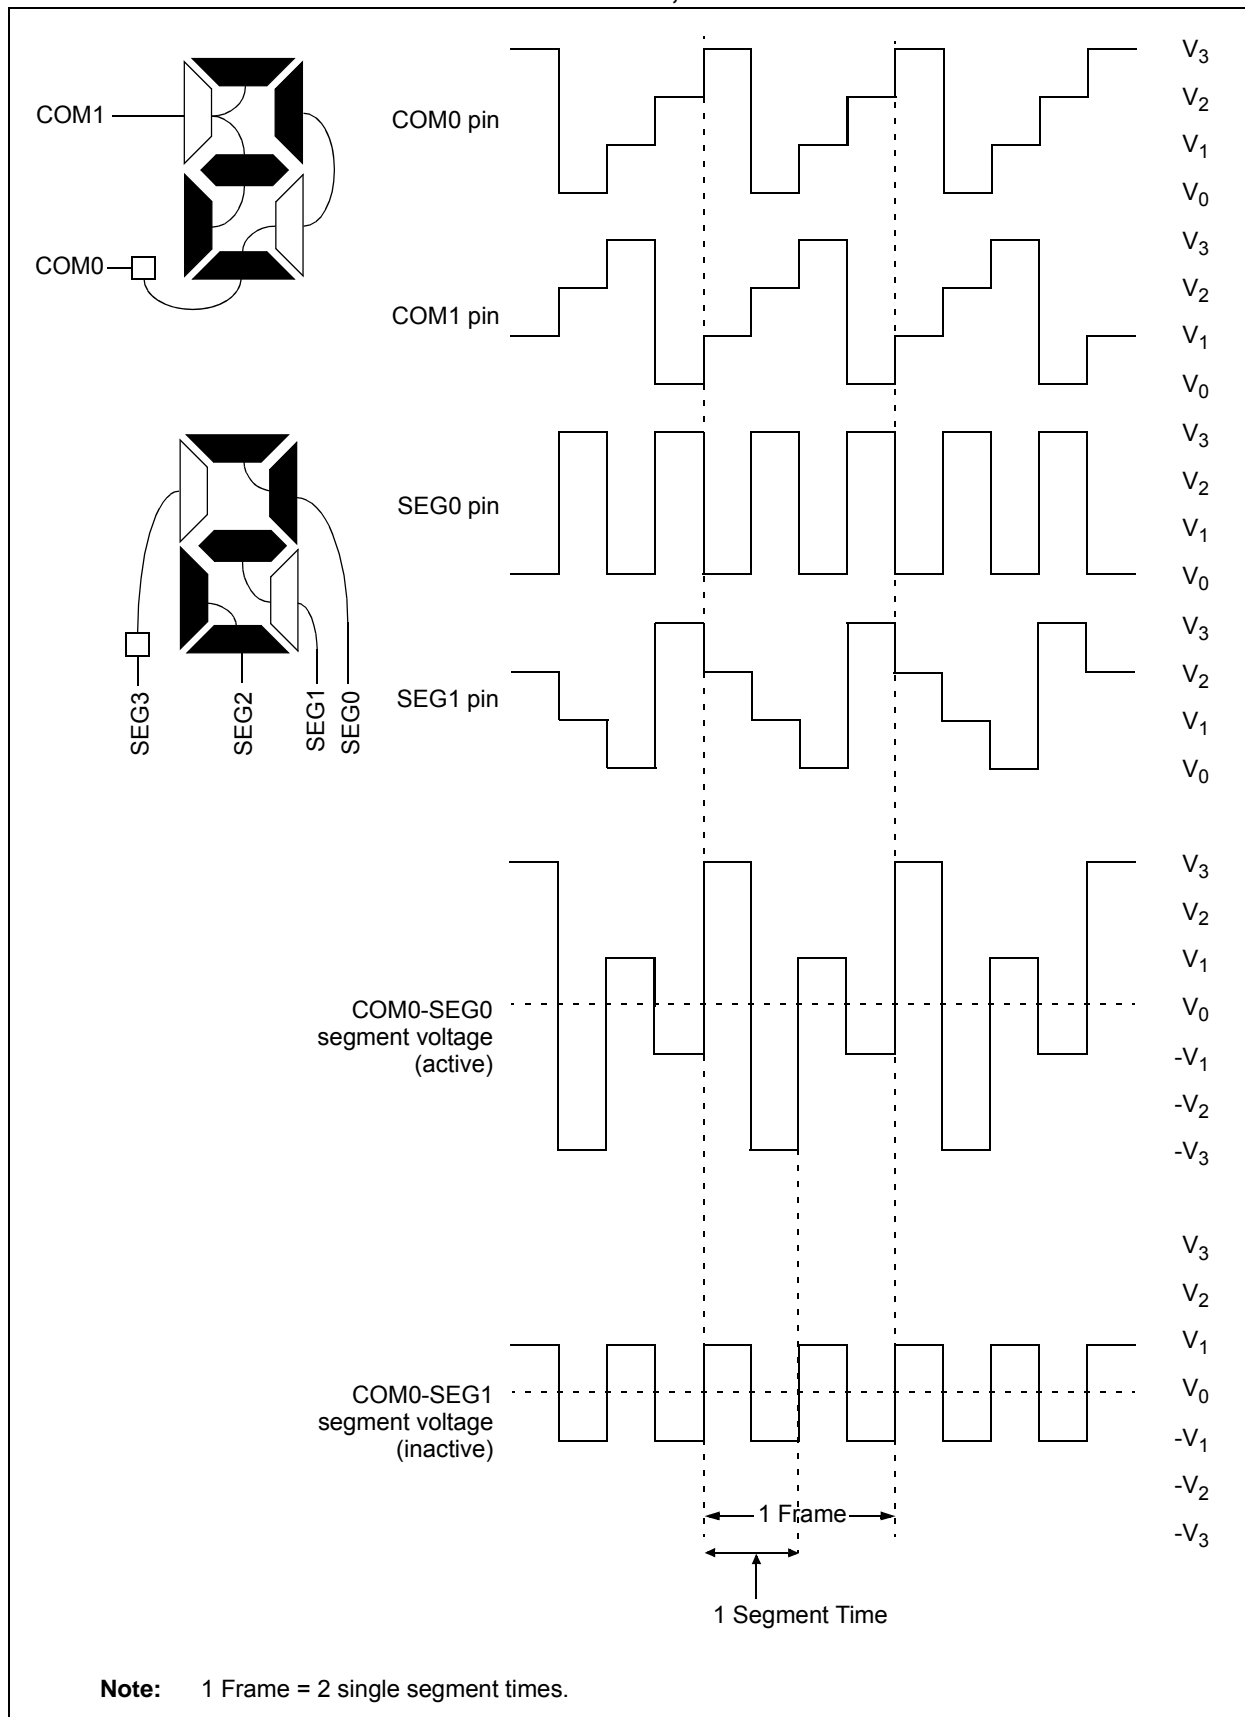 COM1
COM0
SEG3
SEG2
SEG1
SEG0
COM0 pin
V3
V2
V1
V0
COM1 pin
V3
V2
V1
V0
SEG0 pin
V3
V2
V1
V0
SEG1 pin
V3
V2
V1
V0
COM0-SEG0
segment voltage
(active)
V3
V2
V1
V0
-V1
-V2
-V3
COM0-SEG1
segment voltage
(inactive)
V3
V2
V1
V0
-V1
-V2
-V3
1 Frame
1 Segment Time
Note: 1 Frame = 2 single segment times.